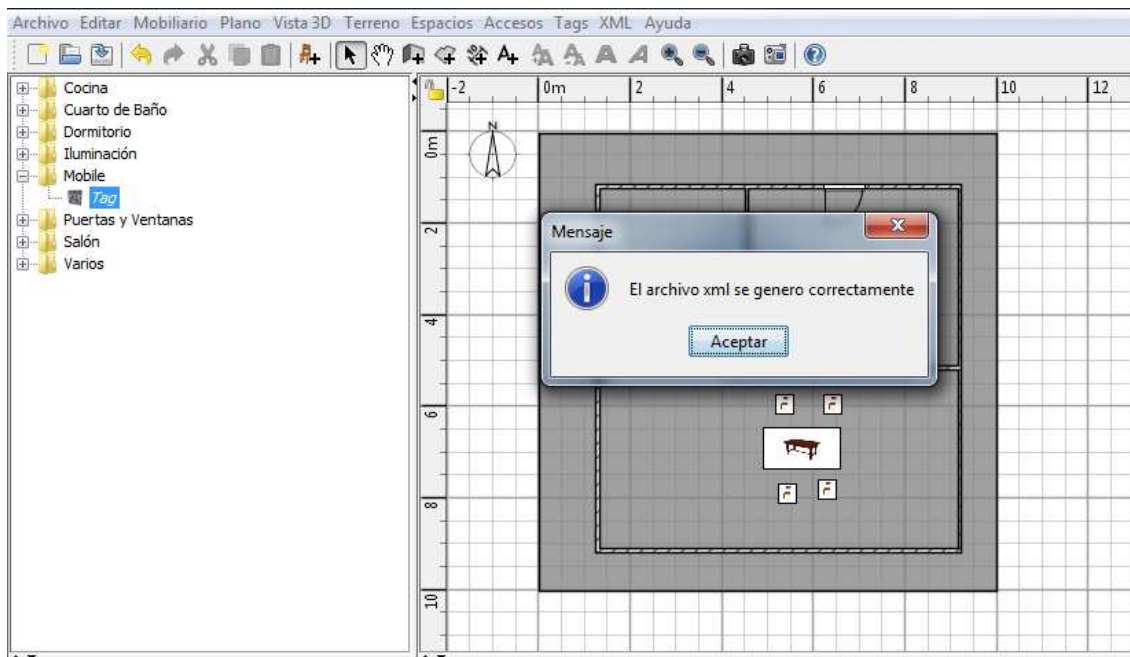 Archivo Editar Mobiliario Plano Vista 3D Terreno Espacios Accesos Tags XML Ayuda
Cocina
Cuarto de Baño
Dormitorio
Iluminación
Mobile
Tag
Puertas y Ventanas
Salón
Varios
-2 0m 2 4 6 8 10 12
0m
2
4
6
8
10
N
Mensaje
El archivo xml se genero correctamente
Aceptar